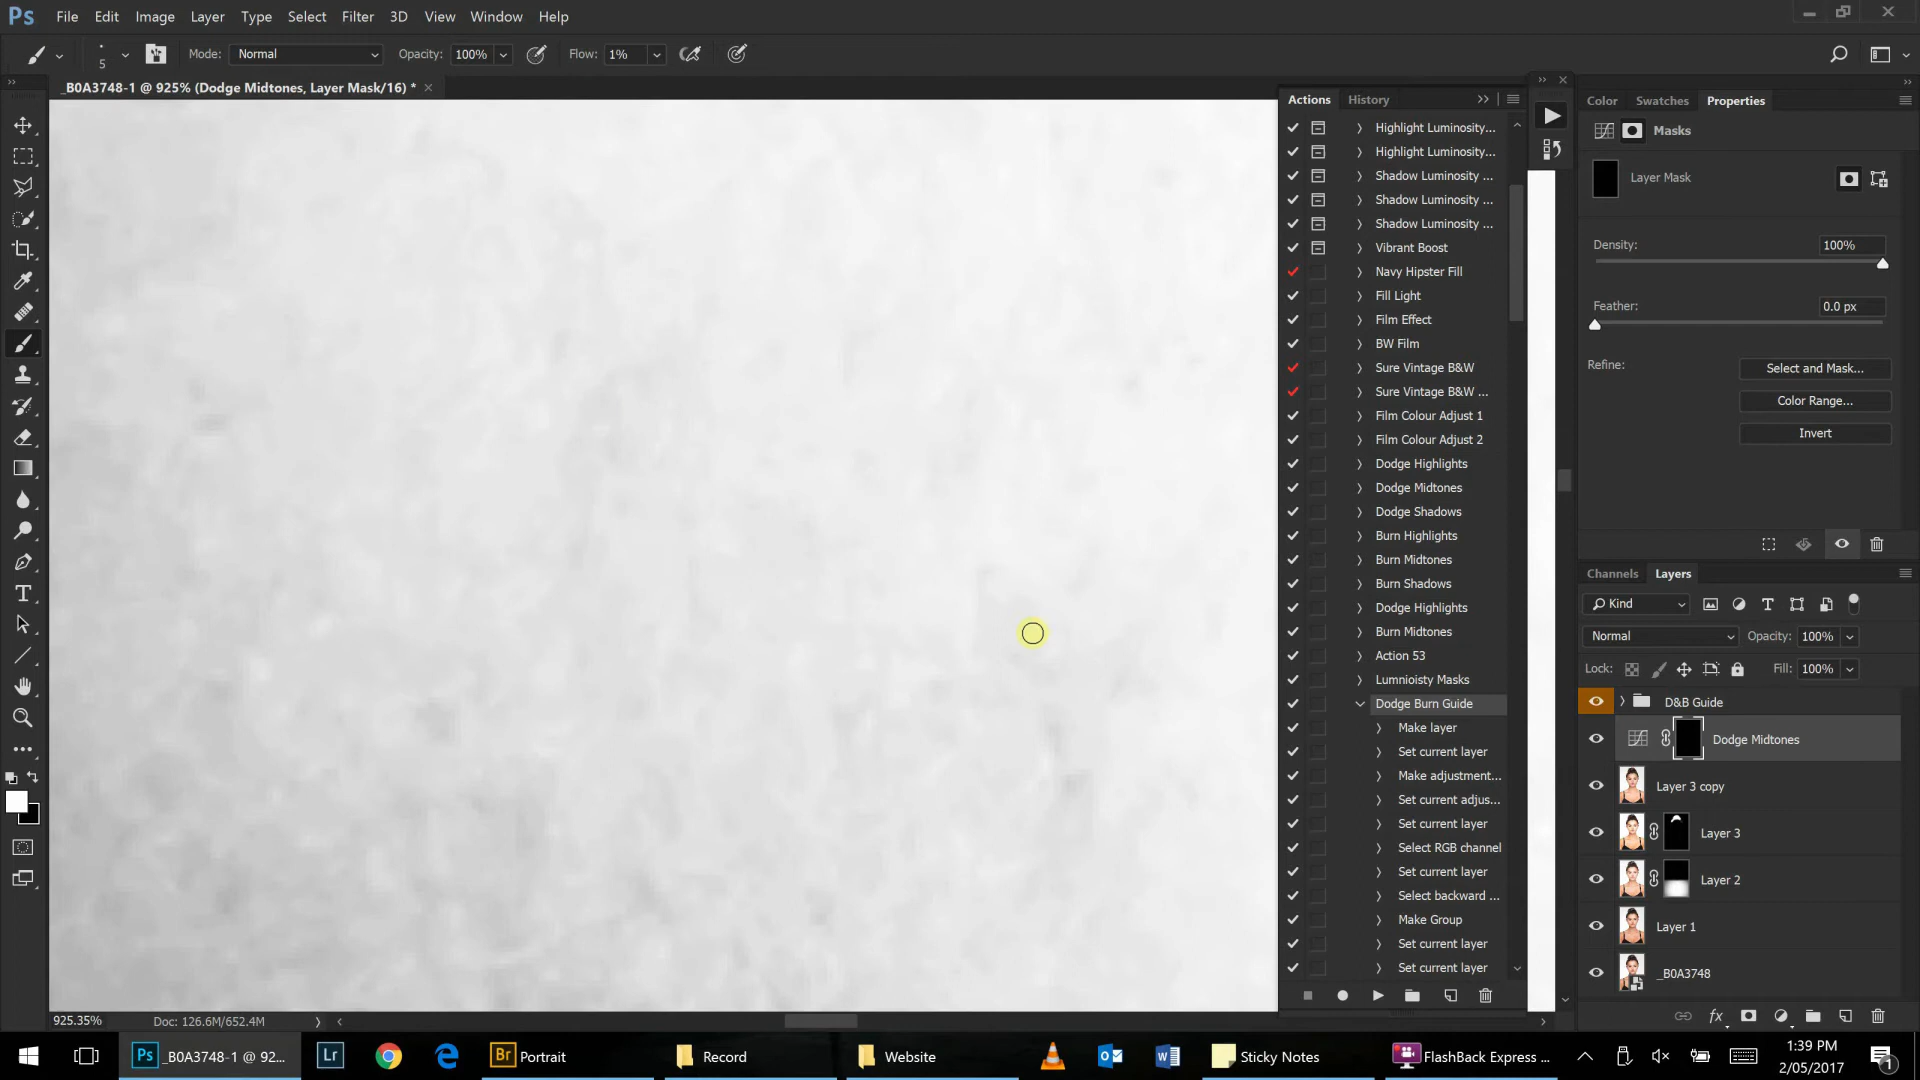 Ps File Edit Image Layer Type Select Filter 3D View Window Help
5 Mode: Normal Opacity: 100% Flow: 1%
_B0A3748-1 @ 925% (Dodge Midtones, Layer Mask/16) *
Actions History
Highlight Luminosity...
Highlight Luminosity...
Shadow Luminosity ...
Shadow Luminosity ...
Shadow Luminosity ...
Vibrant Boost
Navy Hipster Fill
Fill Light
Film Effect
BW Film
Sure Vintage B&W
Sure Vintage B&W ...
Film Colour Adjust 1
Film Colour Adjust 2
Dodge Highlights
Dodge Midtones
Dodge Shadows
Burn Highlights
Burn Midtones
Burn Shadows
Dodge Highlights
Burn Midtones
Action 53
Lumnioisty Masks
Dodge Burn Guide
Make layer
Set current layer
Make adjustment...
Set current adjus...
Set current layer
Select RGB channel
Set current layer
Select backward ...
Make Group
Set current layer
Set current layer
Color Swatches Properties
Masks
Layer Mask
Density: 100%
Feather: 0.0 px
Refine: Select and Mask...
Color Range...
Invert
Channels Layers
Kind
Normal Opacity: 100%
Lock: Fill: 100%
D&B Guide
Dodge Midtones
Layer 3 copy
Layer 3
Layer 2
Layer 1
_B0A3748
fx
925.35% Doc: 126.6M/652.4M
Ps _B0A3748-1 @ 92... Lr Br Portrait Record Website Sticky Notes FlashBack Express ...
1:39 PM
2/05/2017
1